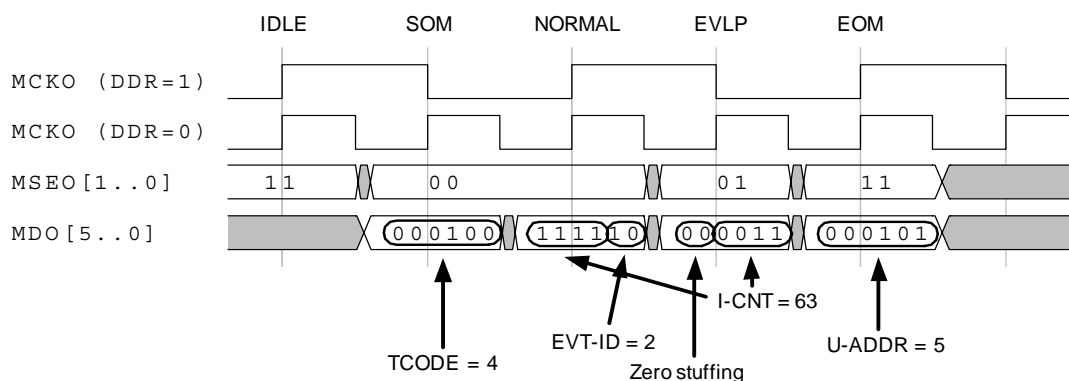 IDLE SOM NORMAL EVLP EOM
MCKO (DDR=1)
MCKO (DDR=0)
MSEO[1..0] 11 00 01 11
MDO[5..0] 000100 111110 000011 000101
I-CNT = 63
EVT-ID = 2 U-ADDR = 5
TCODE = 4 Zero stuffing